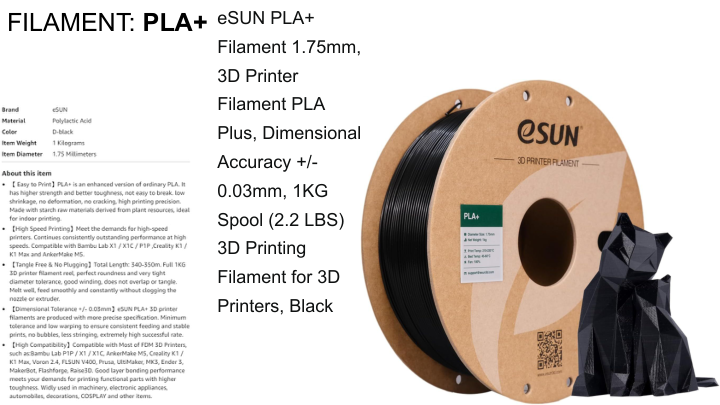 FILAMENT: PLA+
eSUN PLA+
Filament 1.75mm,
3D Printer
Filament PLA
Plus, Dimensional
Accuracy +/-
0.03mm, 1KG
Spool (2.2 LBS)
3D Printing
Filament for 3D
Printers, Black
Brand eSUN
Material Polylactic Acid
Color D-black
Item Weight 1 Kilograms
Item Diameter 1.75 Millimeters
About this item
• 【 Easy to Print】PLA+ is an enhanced version of ordinary PLA. It
has higher strength and better toughness, not easy to break, low
shrinkage, no deformation, no cracking, high printing precision.
Made with starch raw materials derived from plant resources, ideal
for indoor printing.
• 【High Speed Printing】Meet the demands for high-speed
printers. Continues consistently outstanding performance at high
speeds. Compatible with Bambu Lab X1 / X1C / P1P ,Creality K1 /
K1 Max and AnkerMake M5.
• 【Tangle Free & No Plugging】Total Length: 340-350m. Full 1KG
3D printer filament reel, perfect roundness and very tight
diameter tolerance, good winding, does not overlap or tangle.
Melt well, feed smoothly and constantly without clogging the
nozzle or extruder.
• 【Dimensional Tolerance +/- 0.03mm】eSUN PLA+ 3D printer
filaments are produced with more precise specification. Minimum
tolerance and low warping to ensure consistent feeding and stable
prints, no bubbles, less stringing, extremely high successful rate.
• 【High Compatibility】Compatible with Most of FDM 3D Printers,
such as:Bambu Lab P1P / X1 / X1C, AnkerMake M5, Creality K1 /
K1 Max, Voron 2.4, FLSUN V400, Prusa, UltiMaker, MK3, Ender 3,
MakerBot, Flashforge, Raise3D. Good layer bonding performance
meets your demands for printing functional parts with higher
toughness. Widly used in machinery, electronic appliances,
automobiles, decorations, COSPLAY and other items.
eSUN
3D PRINTER FILAMENT
PLA+